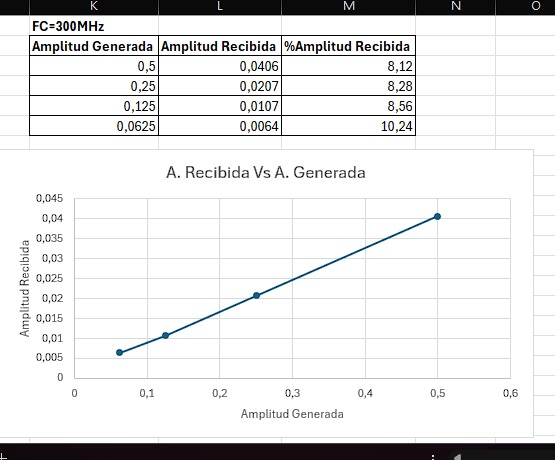 K L M N O
FC=300MHz
Amplitud Generada Amplitud Recibida %Amplitud Recibida
0,5 0,0406 8,12
0,25 0,0207 8,28
0,125 0,0107 8,56
0,0625 0,0064 10,24
A. Recibida Vs A. Generada
0,045
0,04
0,035
0,03
0,025
0,02
0,015
0,01
0,005
0
Amplitud Recibida
0 0,1 0,2 0,3 0,4 0,5 0,6
Amplitud Generada